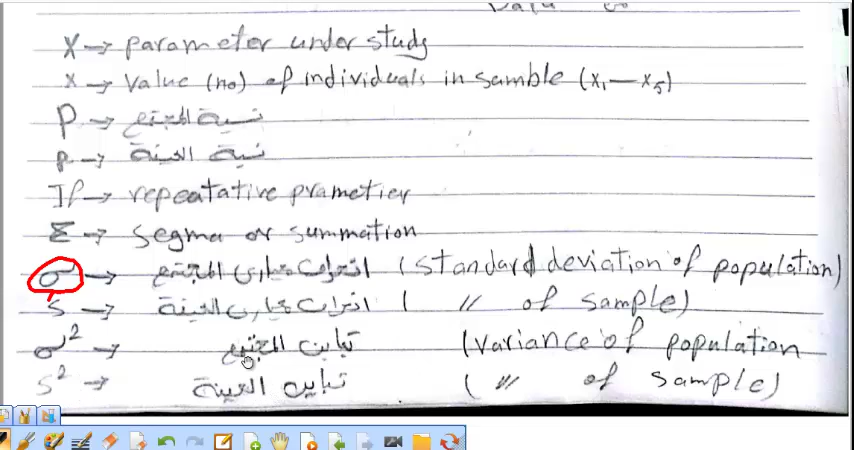 X → parameter under study
x → value (no) of individuals in samble (x₁ — x₅)
P → نسبة المجتمع
p → نسبة العينة
→ repeatative prametier
Σ → segma or summation
σ → انحراف معيارى المجتمع (standard deviation of population)
s → انحراف معيارى العينة ( 〃 of sample)
σ² → تباين المجتمع (variance of population
s² → تباين العينة ( 〃 of sample)